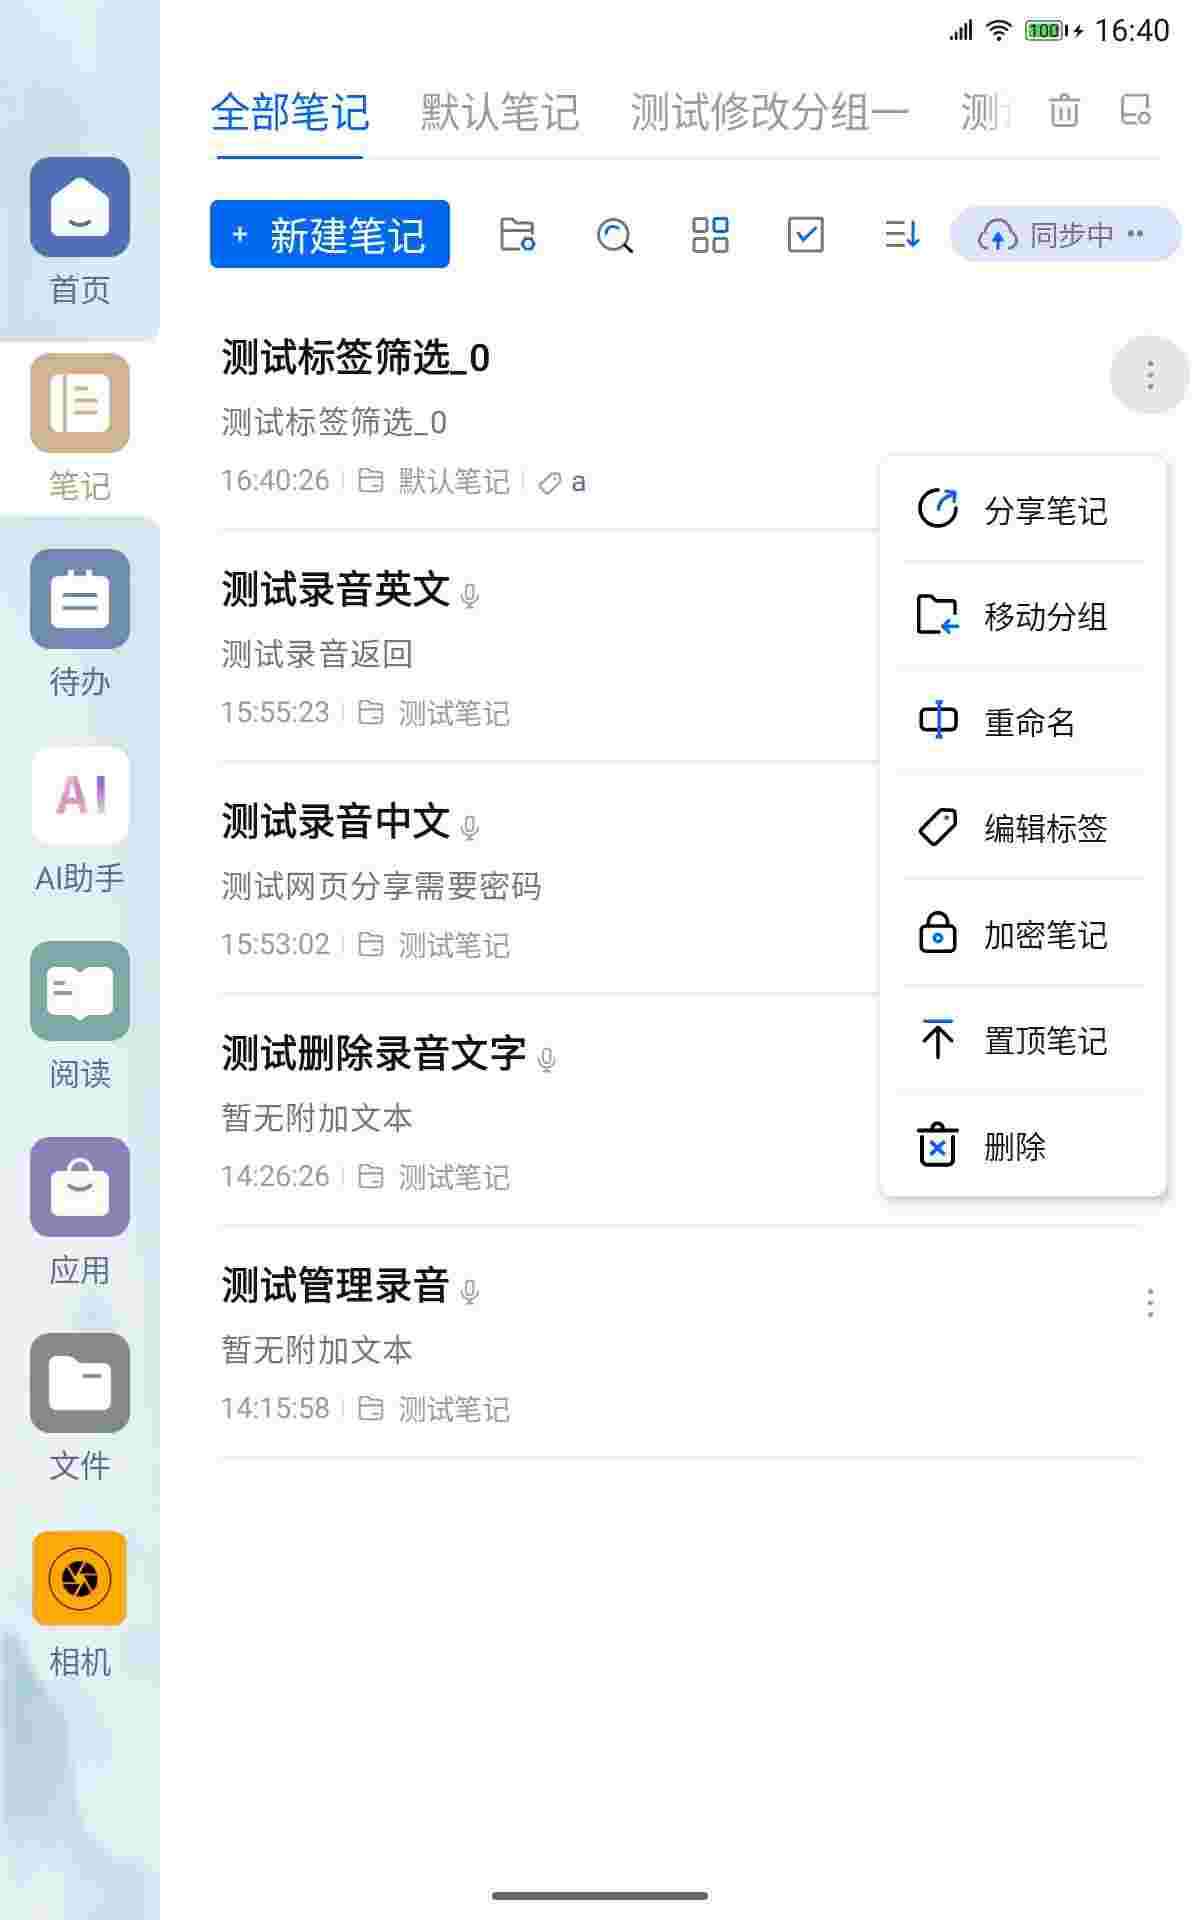 100 16:40
全部笔记 默认笔记 测试修改分组一 测
+ 新建笔记 同步中
首页
笔记
待办
AI
AI助手
阅读
应用
文件
相机
测试标签筛选_0
测试标签筛选_0
16:40:26 默认笔记 a
测试录音英文
测试录音返回
15:55:23 测试笔记
测试录音中文
测试网页分享需要密码
15:53:02 测试笔记
测试删除录音文字
暂无附加文本
14:26:26 测试笔记
测试管理录音
暂无附加文本
14:15:58 测试笔记
分享笔记
移动分组
重命名
编辑标签
加密笔记
置顶笔记
删除